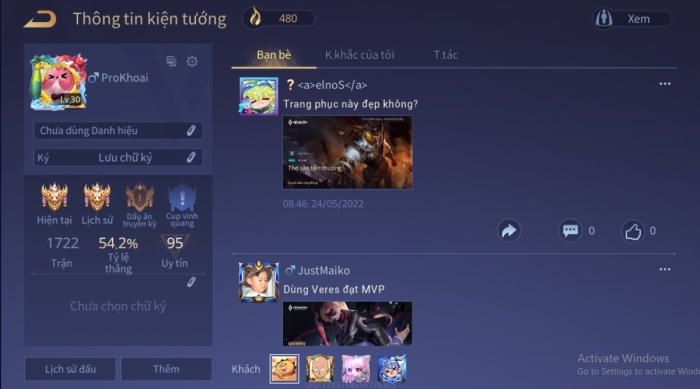 Thông tin kiện tướng
480
Xem
Bạn bè
K.khắc của tôi
T.tác
ProKhoai
Lv.30
Chưa dùng Danh hiệu
Ký
Lưu chữ ký
Hiện tại
Lịch sử
Dấu ấn truyền kỳ
Cup vinh quang
1722
54.2%
95
Trận
Tỷ lệ thắng
Uy tín
Chưa chọn chữ ký
Lịch sử đấu
Thêm
? <a>elnoS</a>
Trang phục này đẹp không?
Thợ săn tiền thưởng
08:46 24/05/2022
0
0
JustMaiko
Dùng Veres đạt MVP
Khách
Activate Windows
Go to Settings to activate Wind